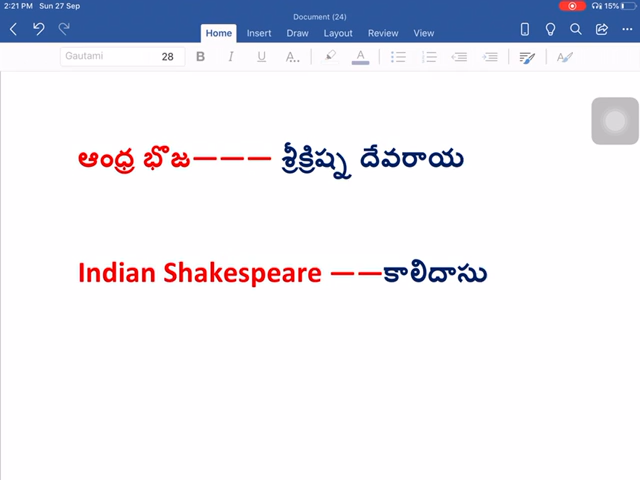 2:21 PM Sun 27 Sep
15%
Document (24)
Home Insert Draw Layout Review View
Gautami 28 B I U A...
ఆంధ్ర భొజ——— శ్రీక్రిష్న దేవరాయ
Indian Shakespeare ——కాలిదాసు